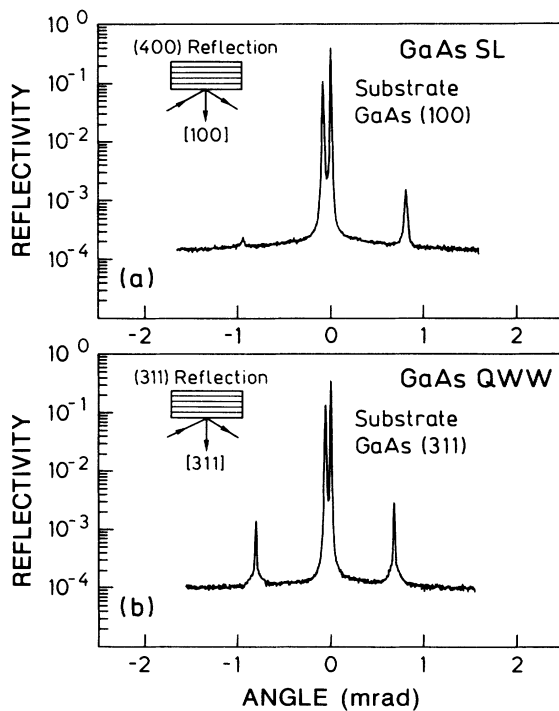 (400) Reflection
GaAs SL
[100]
Substrate
GaAs (100)
REFLECTIVITY
10⁰
10⁻¹
10⁻²
10⁻³
10⁻⁴
(a)
-2 -1 0 1 2
(311) Reflection
GaAs QWW
[311]
Substrate
GaAs (311)
REFLECTIVITY
10⁰
10⁻¹
10⁻²
10⁻³
10⁻⁴
(b)
-2 -1 0 1 2
ANGLE (mrad)